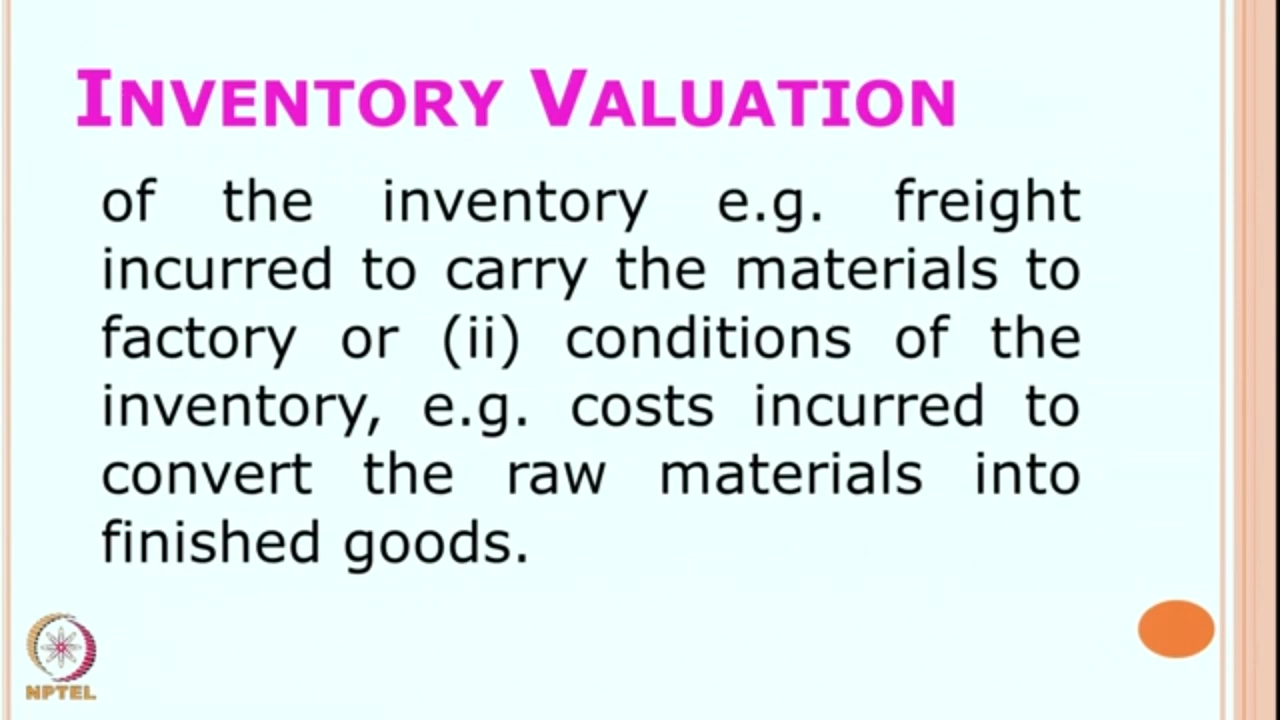 INVENTORY VALUATION
of the inventory e.g. freight
incurred to carry the materials to
factory or (ii) conditions of the
inventory, e.g. costs incurred to
convert the raw materials into
finished goods.
NPTEL